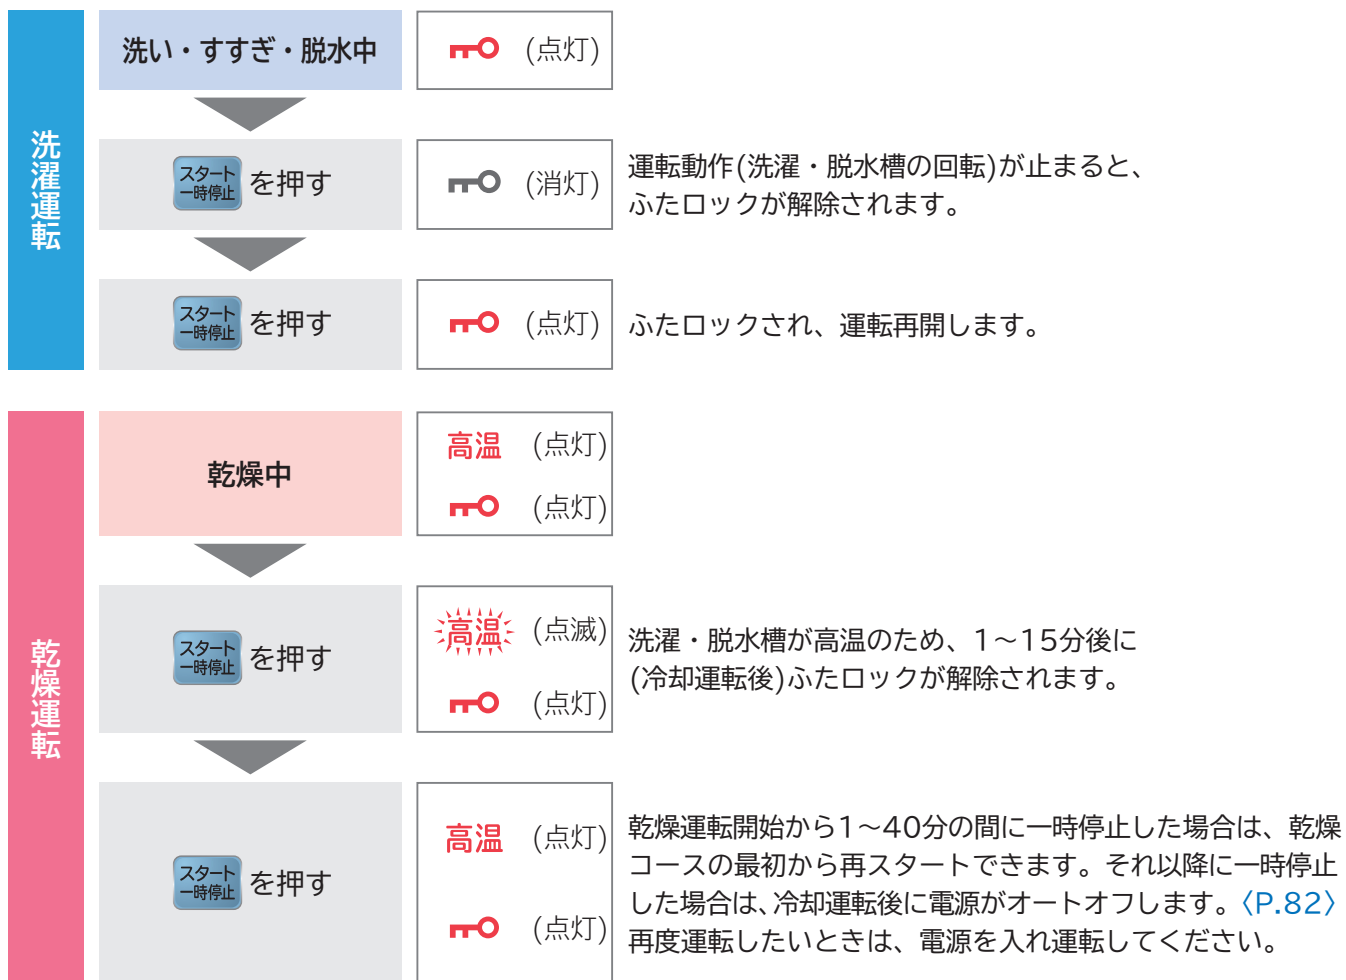 洗濯運転
洗い・すすぎ・脱水中
(点灯)
スタート
一時停止
を押す
(消灯)
運転動作(洗濯・脱水槽の回転)が止まると、
ふたロックが解除されます。
スタート
一時停止
を押す
(点灯)
ふたロックされ、運転再開します。
乾燥運転
乾燥中
高温 (点灯)
(点灯)
スタート
一時停止
を押す
高温 (点滅)
(点灯)
洗濯・脱水槽が高温のため、1～15分後に
(冷却運転後)ふたロックが解除されます。
スタート
一時停止
を押す
高温 (点灯)
(点灯)
乾燥運転開始から1～40分の間に一時停止した場合は、乾燥
コースの最初から再スタートできます。それ以降に一時停止
した場合は、冷却運転後に電源がオートオフします。〈P.82〉
再度運転したいときは、電源を入れ運転してください。